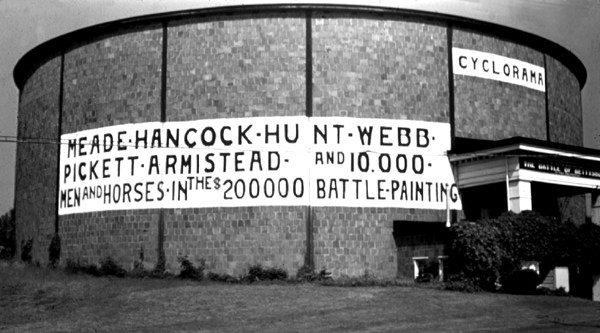 CYCLORAMA
MEADE·HANCOCK·HUNT·WEBB·
PICKETT·ARMISTEAD· AND 10.000·
MEN AND HORSES·IN THE $200000 BATTLE·PAINTING
THE BATTLE OF GETTYSBURG